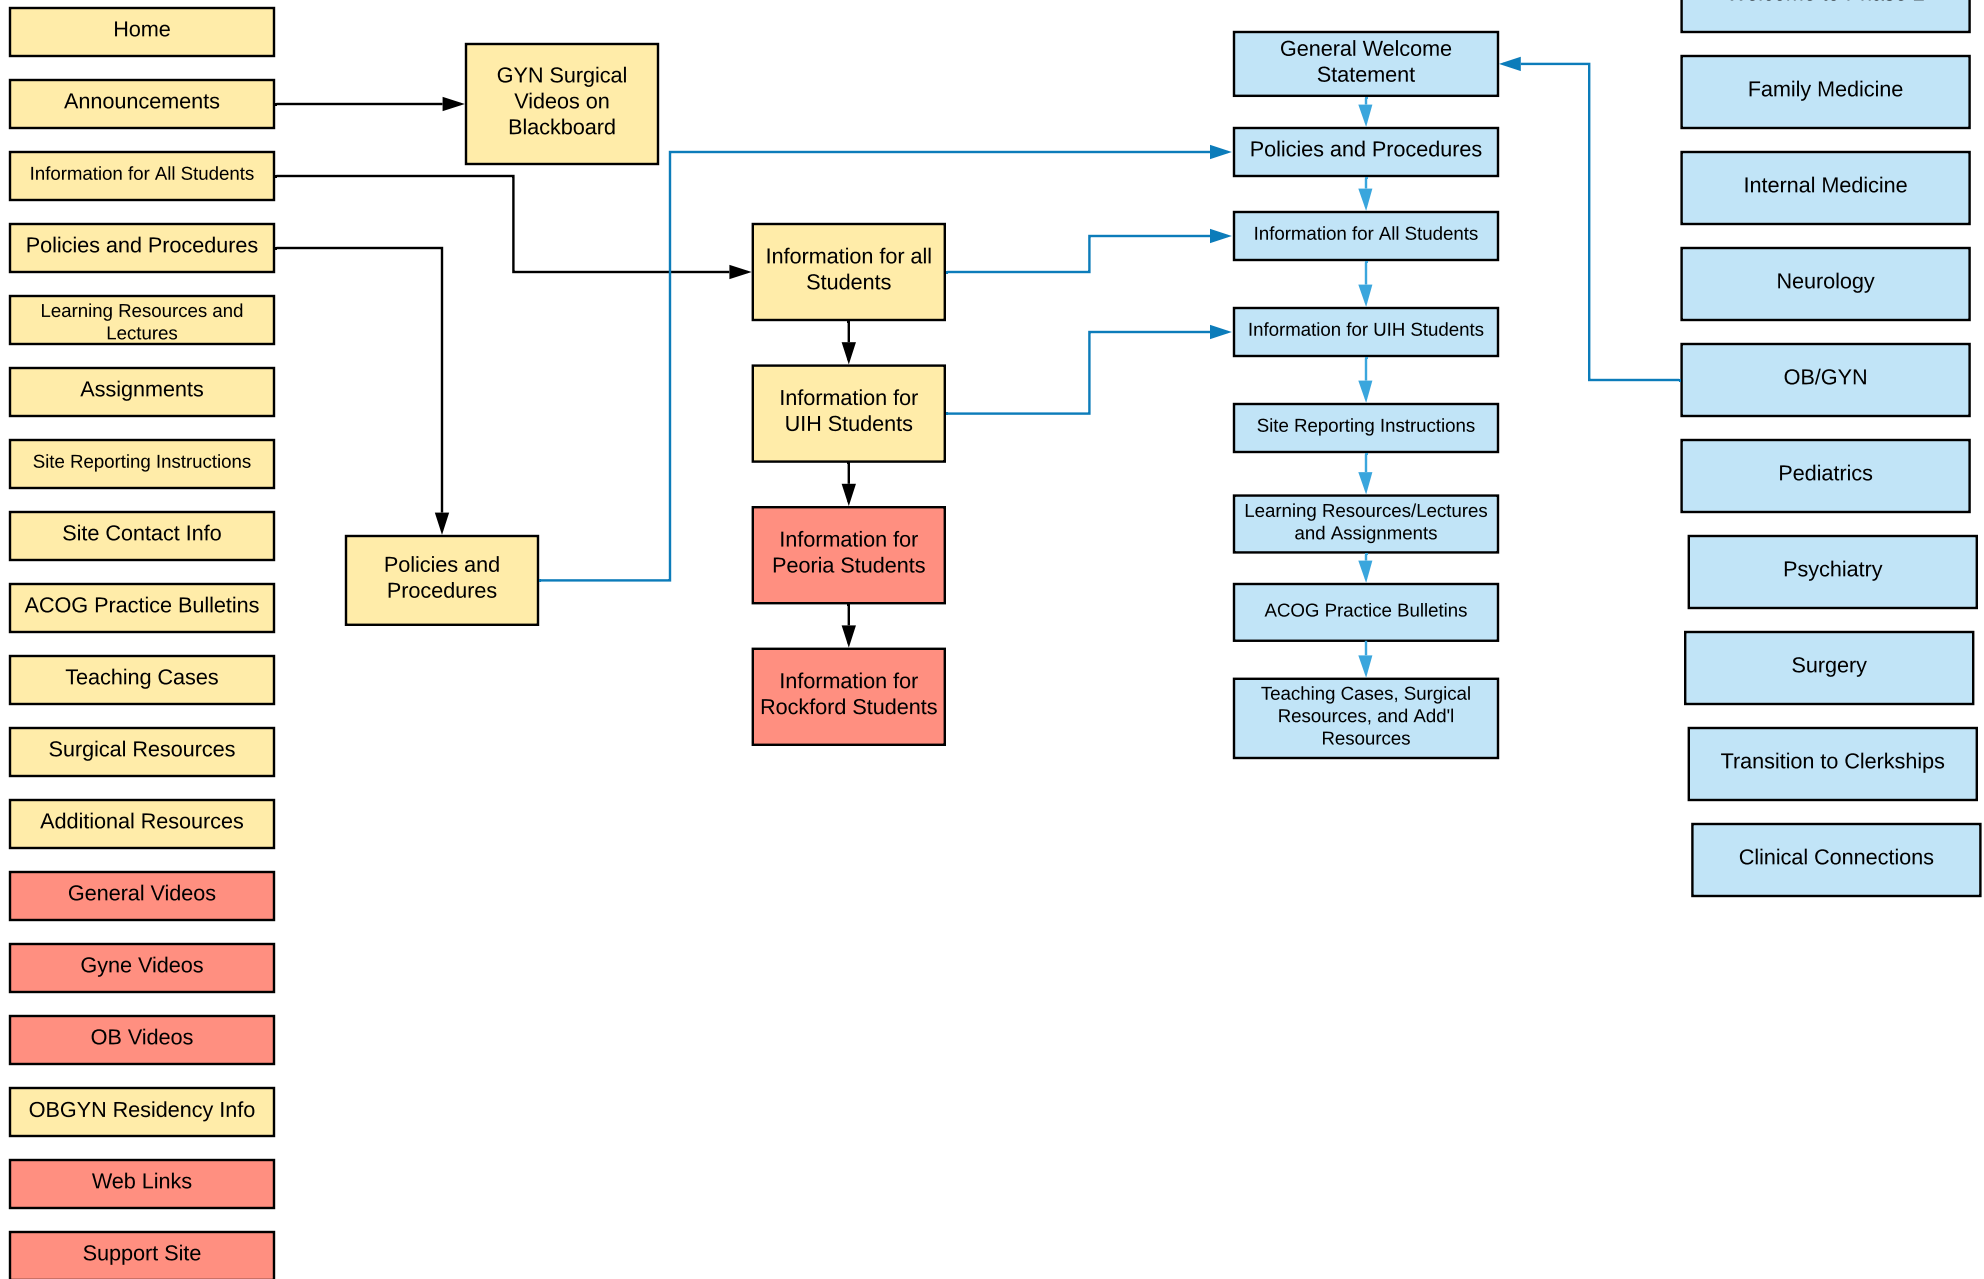 Home
Announcements
Information for All Students
Policies and Procedures
Learning Resources and
Lectures
Assignments
Site Reporting Instructions
Site Contact Info
ACOG Practice Bulletins
Teaching Cases
Surgical Resources
Additional Resources
General Videos
Gyne Videos
OB Videos
OBGYN Residency Info
Web Links
Support Site
GYN Surgical
Videos on
Blackboard
Policies and
Procedures
Information for all
Students
Information for
UIH Students
Information for
Peoria Students
Information for
Rockford Students
General Welcome
Statement
Policies and Procedures
Information for All Students
Information for UIH Students
Site Reporting Instructions
Learning Resources/Lectures
and Assignments
ACOG Practice Bulletins
Teaching Cases, Surgical
Resources, and Add'l
Resources
Family Medicine
Internal Medicine
Neurology
OB/GYN
Pediatrics
Psychiatry
Surgery
Transition to Clerkships
Clinical Connections